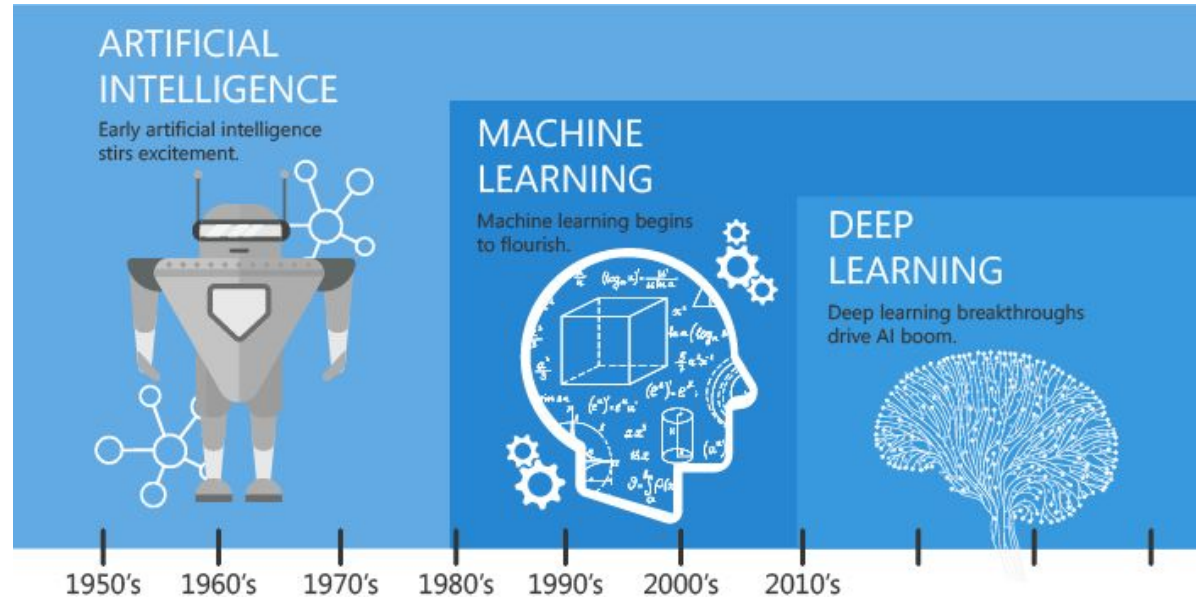 ARTIFICIAL
INTELLIGENCE
Early artificial intelligence
stirs excitement.
MACHINE
LEARNING
Machine learning begins
to flourish.
DEEP
LEARNING
Deep learning breakthroughs
drive AI boom.
1950's 1960's 1970's 1980's 1990's 2000's 2010's